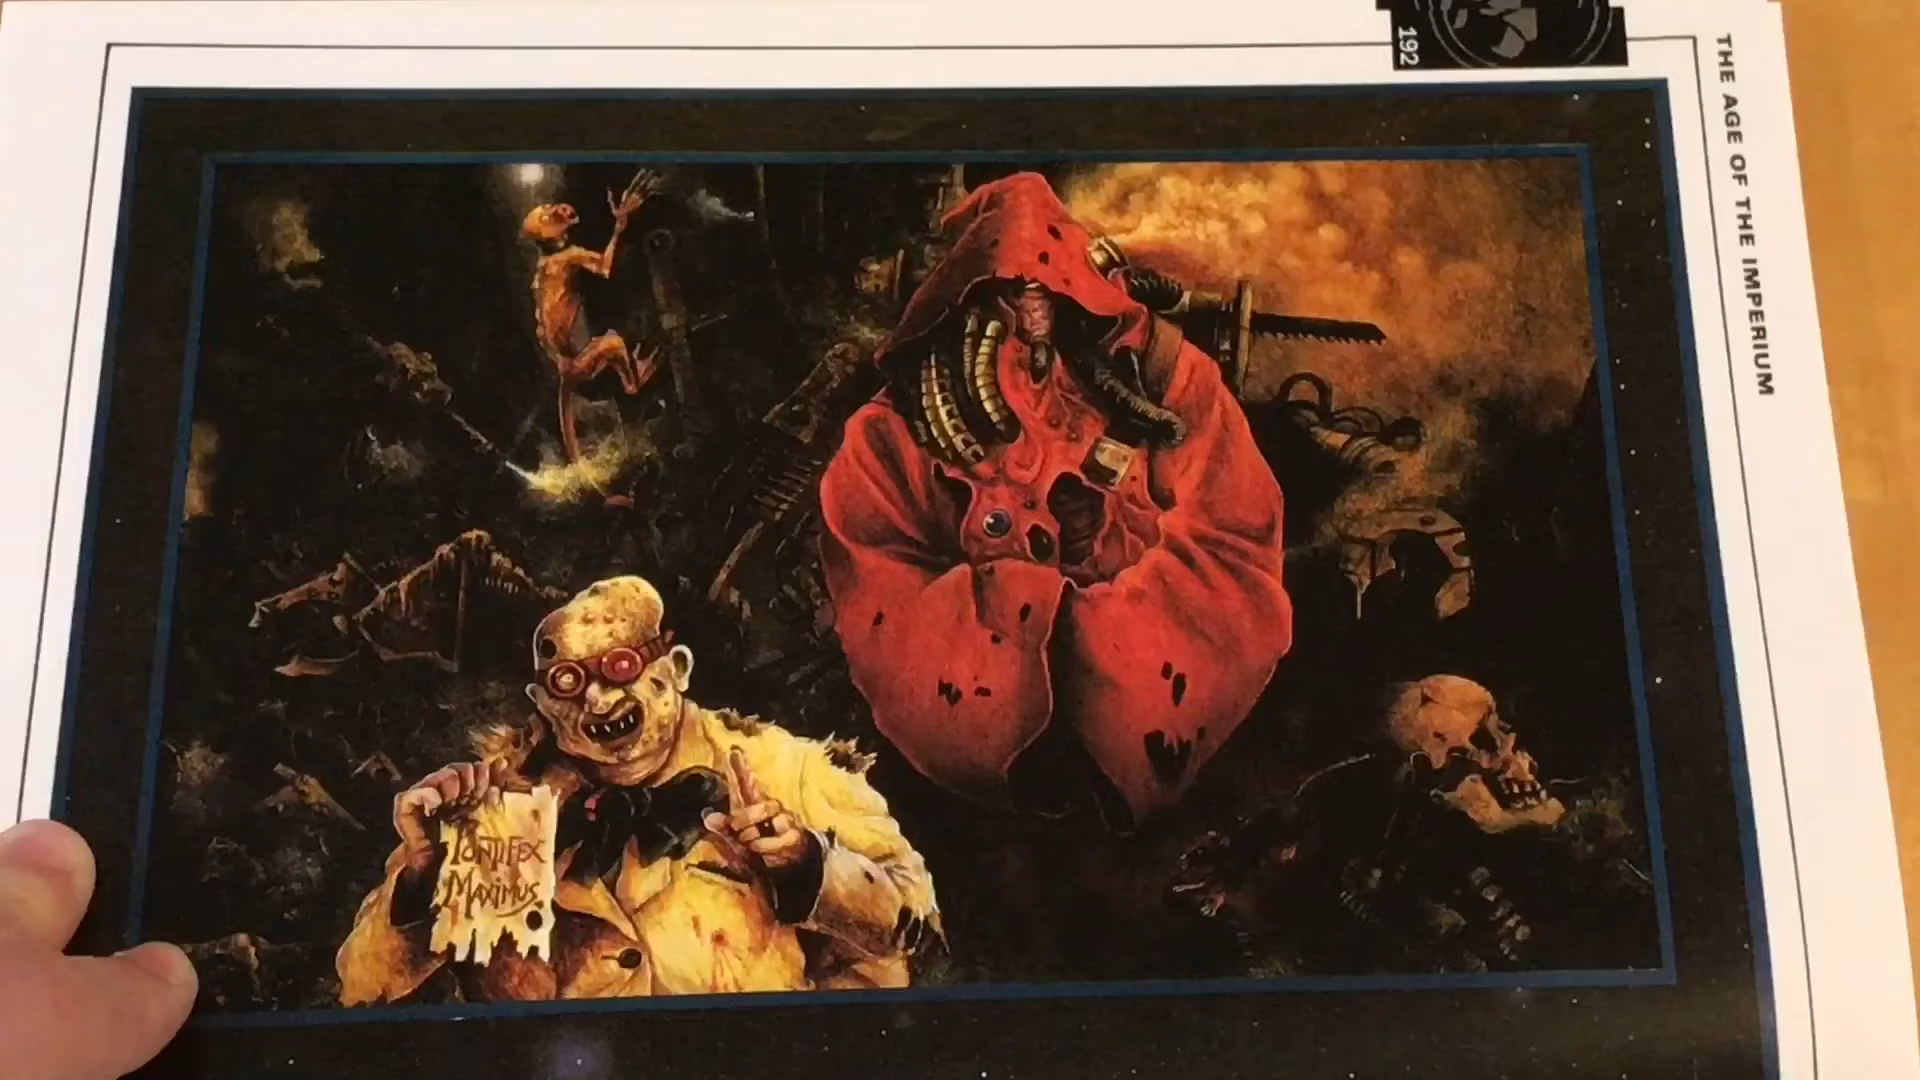 192
THE AGE OF THE IMPERIUM
PONTIFEX
MAXIMUS